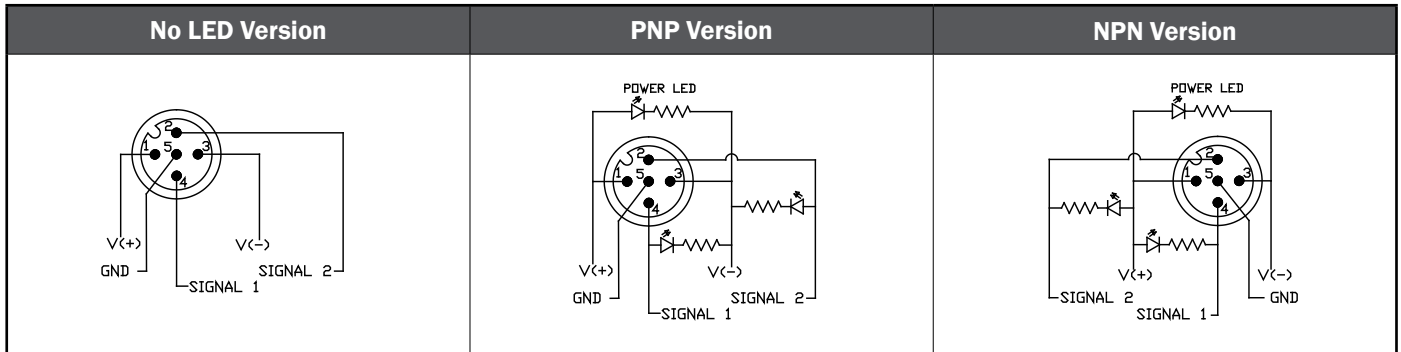 No LED Version
2
1
5
3
4
V(+)
V(-)
GND
SIGNAL 2
SIGNAL 1
PNP Version
POWER LED
2
1
5
3
4
V(+)
V(-)
GND
SIGNAL 2
SIGNAL 1
NPN Version
POWER LED
2
1
5
3
4
V(+)
V(-)
SIGNAL 2
GND
SIGNAL 1